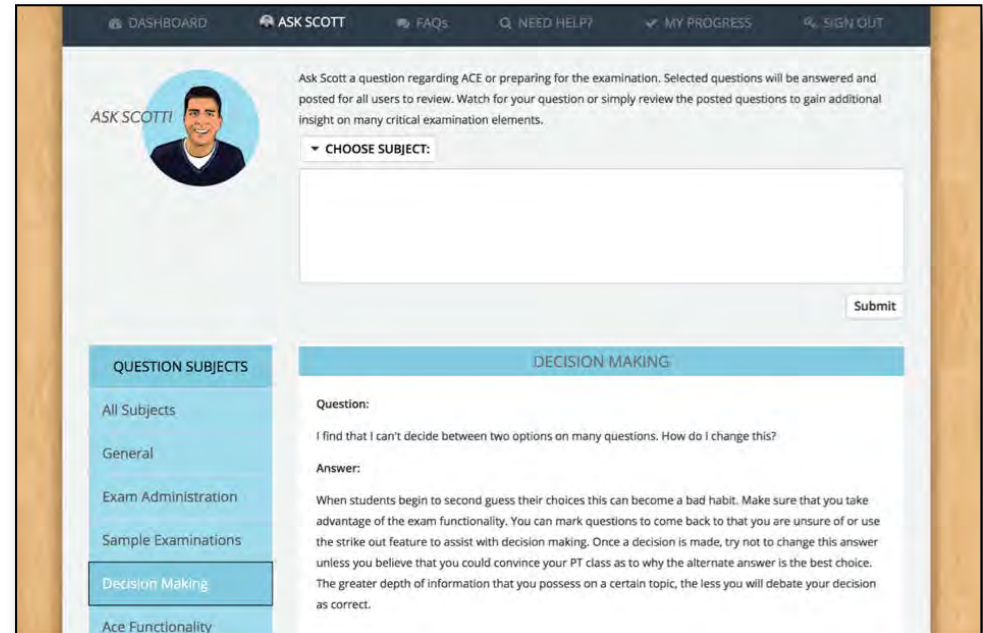 DASHBOARD ASK SCOTT FAQs NEED HELP? MY PROGRESS SIGN OUT
ASK SCOTT!
Ask Scott a question regarding ACE or preparing for the examination. Selected questions will be answered and
posted for all users to review. Watch for your question or simply review the posted questions to gain additional
insight on many critical examination elements.
CHOOSE SUBJECT:
Submit
QUESTION SUBJECTS
All Subjects
General
Exam Administration
Sample Examinations
Decision Making
Ace Functionality
DECISION MAKING
Question:
I find that I can't decide between two options on many questions. How do I change this?
Answer:
When students begin to second guess their choices this can become a bad habit. Make sure that you take
advantage of the exam functionality. You can mark questions to come back to that you are unsure of or use
the strike out feature to assist with decision making. Once a decision is made, try not to change this answer
unless you believe that you could convince your PT class as to why the alternate answer is the best choice.
The greater depth of information that you possess on a certain topic, the less you will debate your decision
as correct.